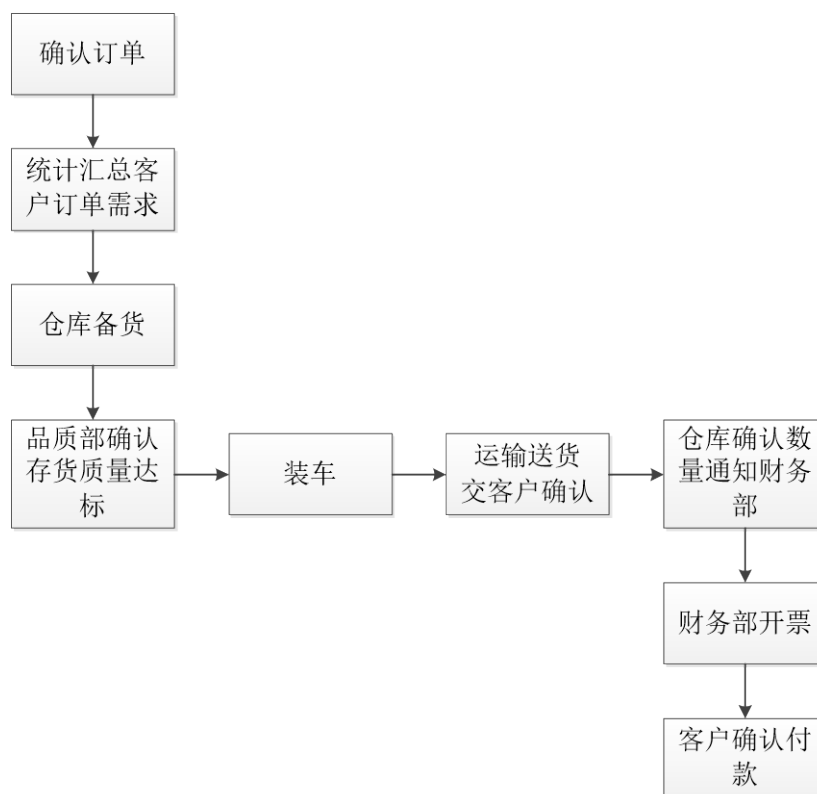 确认订单
统计汇总客
户订单需求
仓库备货
品质部确认
存货质量达
标
装车
运输送货
交客户确认
仓库确认数
量通知财务
部
财务部开票
客户确认付
款